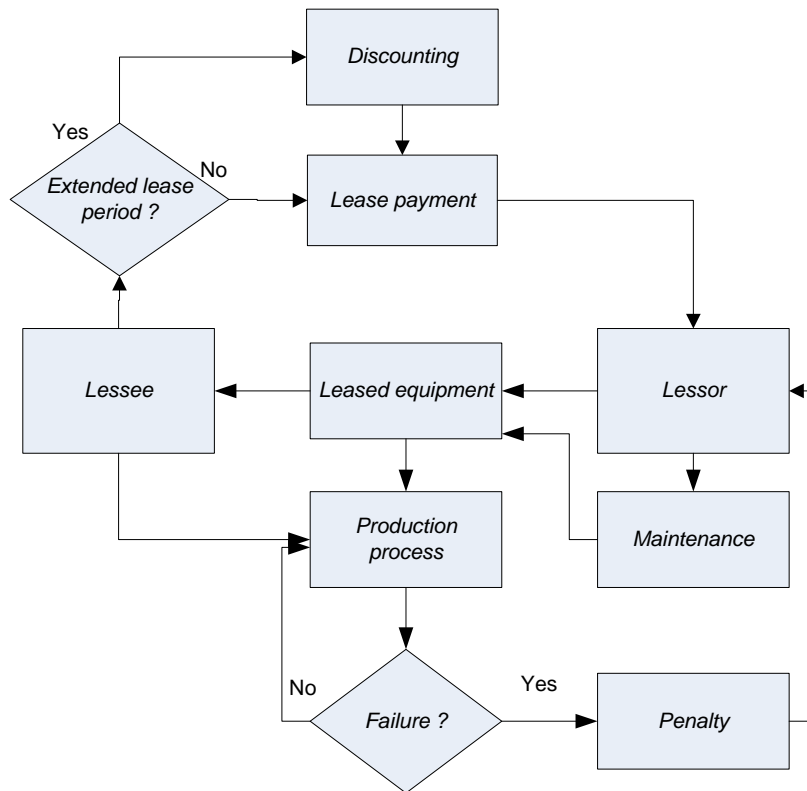 Discounting
Yes
No
Extended lease
period ?
Lease payment
Lessee
Leased equipment
Lessor
Production
process
Maintenance
No
Yes
Failure ?
Penalty